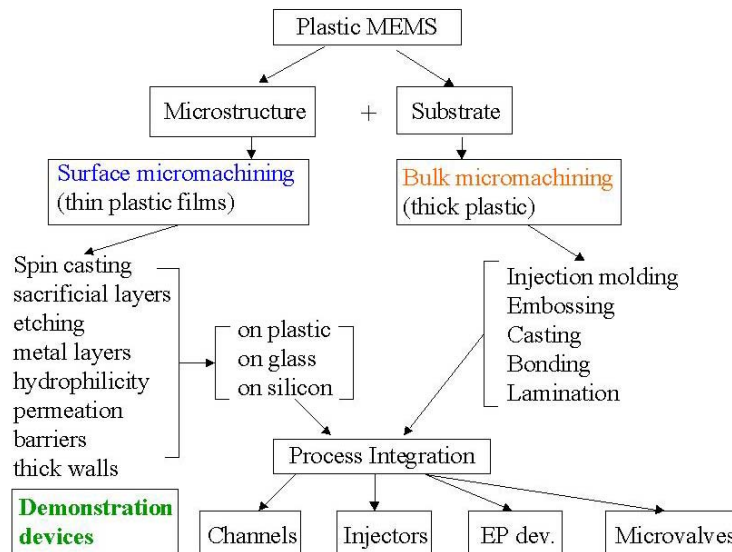 Plastic MEMS
Microstructure + Substrate
Surface micromachining
(thin plastic films)
Bulk micromachining
(thick plastic)
Spin casting
sacrificial layers
etching
metal layers
hydrophilicity
permeation
barriers
thick walls
on plastic
on glass
on silicon
Injection molding
Embossing
Casting
Bonding
Lamination
Process Integration
Demonstration
devices
Channels
Injectors
EP dev.
Microvalves